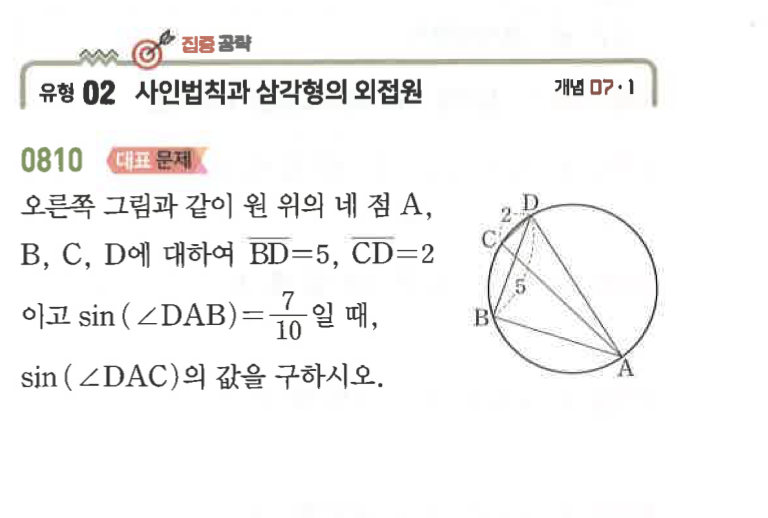 집중 공략
유형 02 사인법칙과 삼각형의 외접원 개념 07·1
0810 대표 문제
오른쪽 그림과 같이 원 위의 네 점 A,
B, C, D에 대하여 \overline{BD}=5, \overline{CD}=2
이고 sin(∠DAB)=\frac{7}{10}일 때,
sin(∠DAC)의 값을 구하시오.
D
2
C
5
B
A